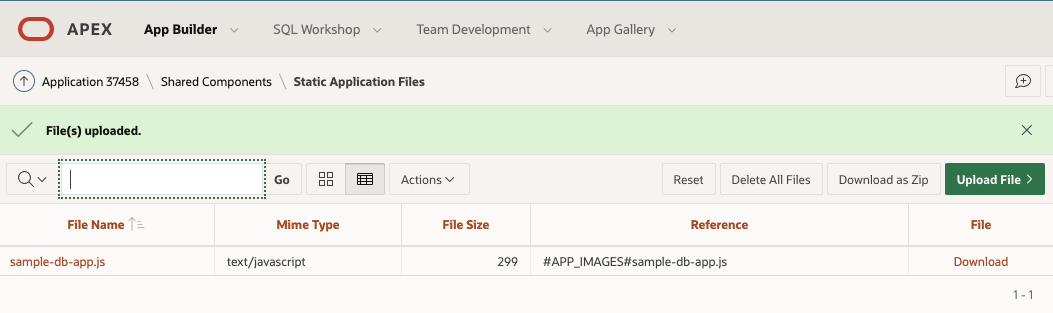 APEX App Builder SQL Workshop Team Development App Gallery
Application 37458 \ Shared Components \ Static Application Files
File(s) uploaded.
Go Actions Reset Delete All Files Download as Zip Upload File
File Name Mime Type File Size Reference File
sample-db-app.js text/javascript 299 #APP_IMAGES#sample-db-app.js Download
1 - 1